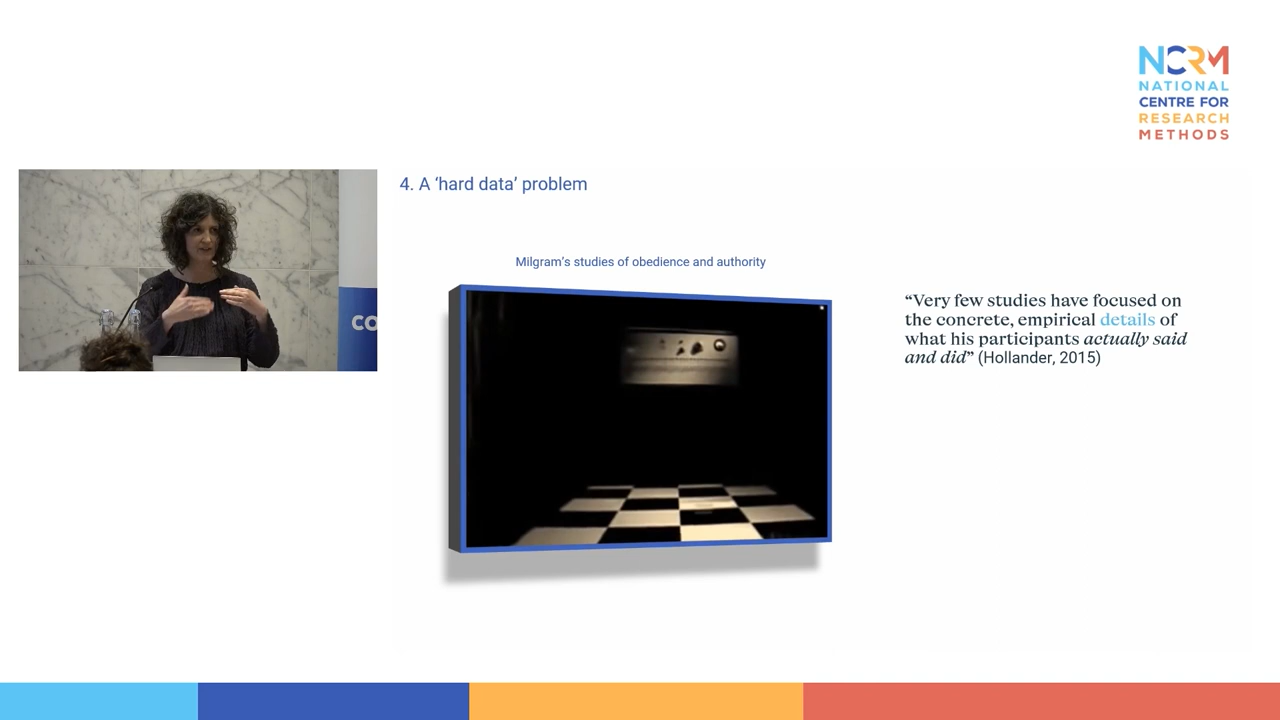 NCRM
NATIONAL
CENTRE FOR
RESEARCH
METHODS
4. A ‘hard data’ problem
Milgram’s studies of obedience and authority
“Very few studies have focused on
the concrete, empirical details of
what his participants actually said
and did” (Hollander, 2015)
CO